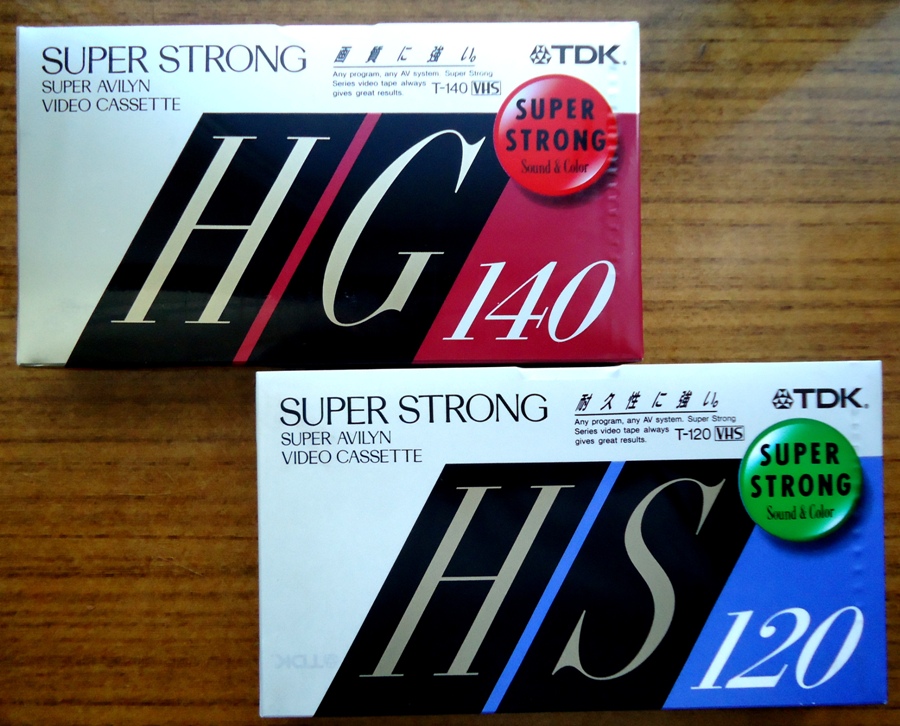 SUPER STRONG
SUPER AVILYN
VIDEO CASSETTE
画質に強い。
Any program, any AV system. Super Strong
Series video tape always
gives great results.
T-140 VHS
TDK.
SUPER
STRONG
Sound & Color
H/G
140
SUPER STRONG
SUPER AVILYN
VIDEO CASSETTE
耐久性に強い。
Any program, any AV system. Super Strong
Series video tape always
gives great results.
T-120 VHS
TDK.
SUPER
STRONG
Sound & Color
H/S
120
TDK